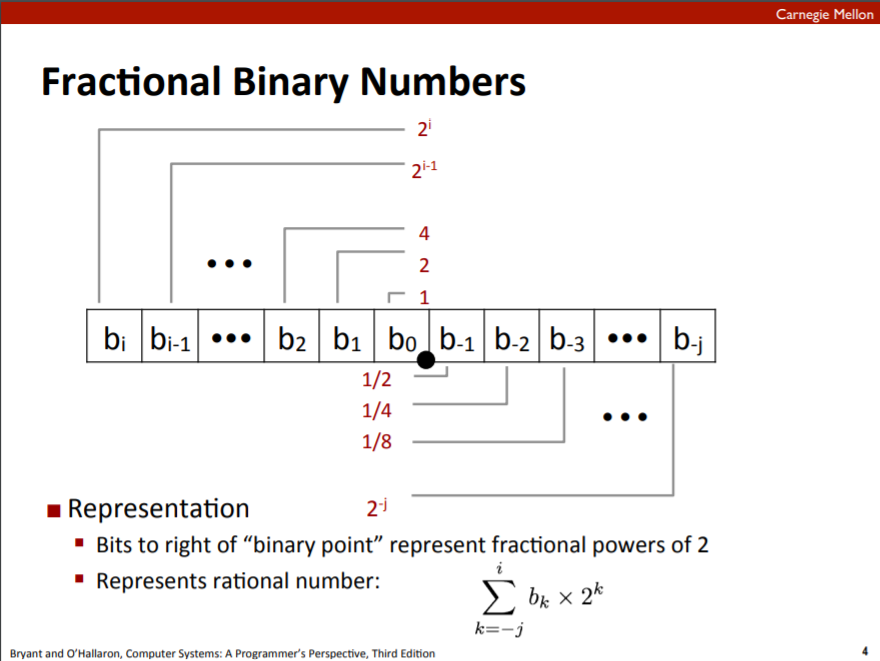 Carnegie Mellon
Fractional Binary Numbers
2^i
2^{i-1}
4
•••
2
1
b_i b_{i-1} ••• b_2 b_1 b_0 b_{-1} b_{-2} b_{-3} ••• b_{-j}
1/2
1/4
•••
1/8
2^{-j}
■ Representation
▪ Bits to right of “binary point” represent fractional powers of 2
▪ Represents rational number: \sum_{k=-j}^{i} b_k \times 2^k
Bryant and O’Hallaron, Computer Systems: A Programmer’s Perspective, Third Edition
4